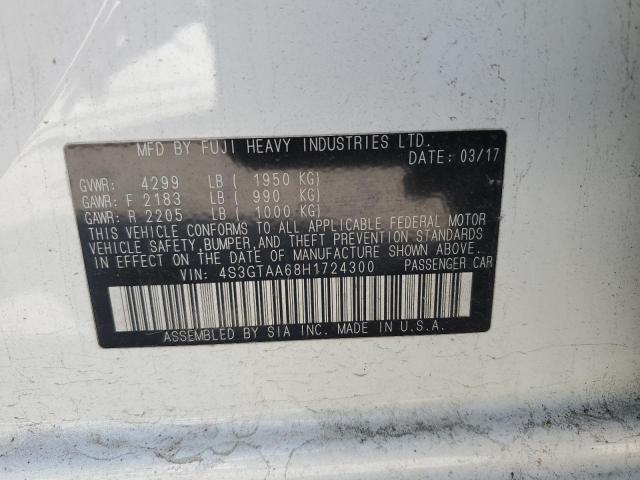 MFD BY FUJI HEAVY INDUSTRIES LTD.
DATE: 03/17
GVWR: 4299 LB ( 1950 KG)
GAWR: F 2183 LB ( 990 KG)
GAWR: R 2205 LB ( 1000 KG)
THIS VEHICLE CONFORMS TO ALL APPLICABLE FEDERAL MOTOR
VEHICLE SAFETY, BUMPER, AND THEFT PREVENTION STANDARDS
IN EFFECT ON THE DATE OF MANUFACTURE SHOWN ABOVE.
VIN: 4S3GTAA68H1724300 PASSENGER CAR
ASSEMBLED BY SIA INC. MADE IN U.S.A.